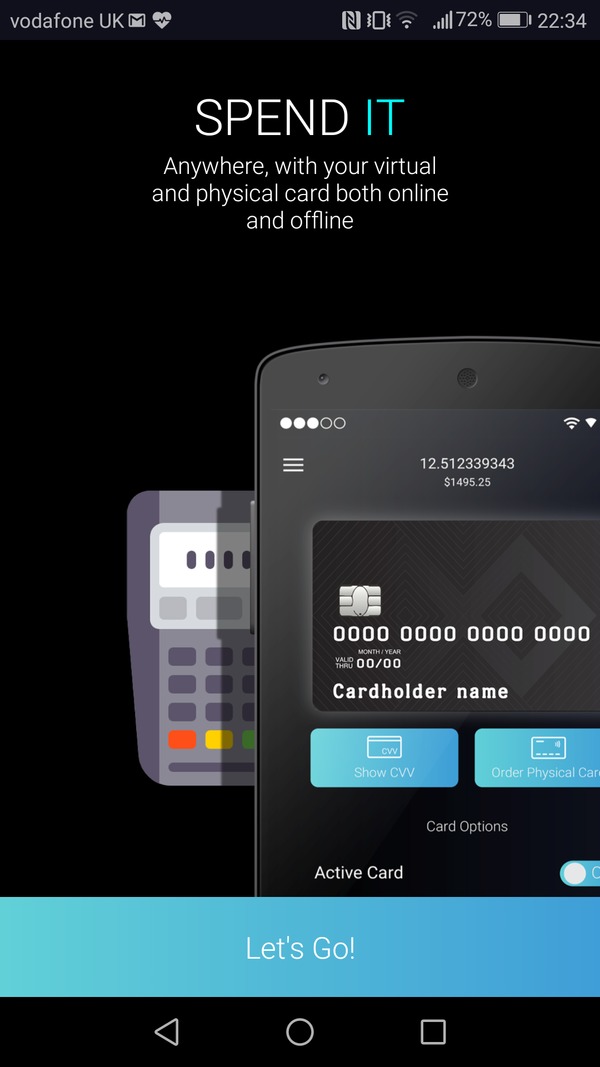 vodafone UK 72% 22:34
SPEND IT
Anywhere, with your virtual
and physical card both online
and offline
12.512339343
$1495.25
0000 0000 0000 0000
MONTH / YEAR
VALID THRU 00/00
Cardholder name
CVV
Show CVV
Order Physical Card
Card Options
Active Card
Let's Go!